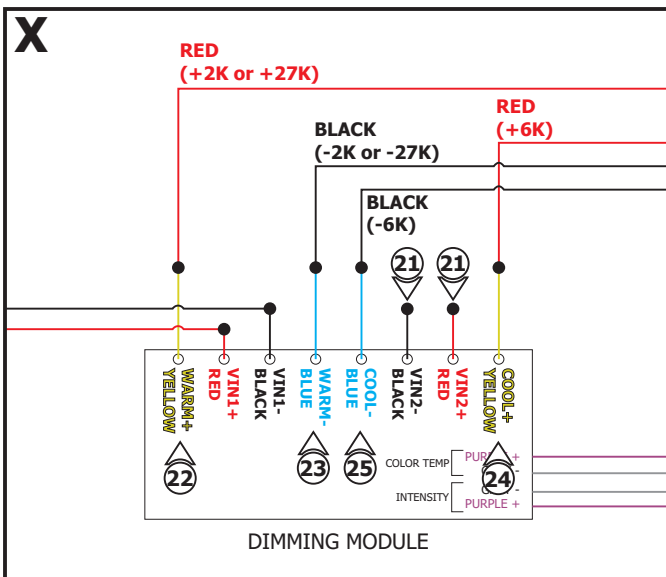 X
RED
(+2K or +27K)
RED
(+6K)
BLACK
(-2K or -27K)
BLACK
(-6K)
21
21
WARM+
YELLOW
VIN1+
RED
VIN1-
BLACK
WARM-
BLUE
COOL-
BLUE
VIN2-
BLACK
VIN2+
RED
COOL+
YELLOW
22
23
25
24
COLOR TEMP
+
-
INTENSITY
-
PURPLE +
DIMMING MODULE